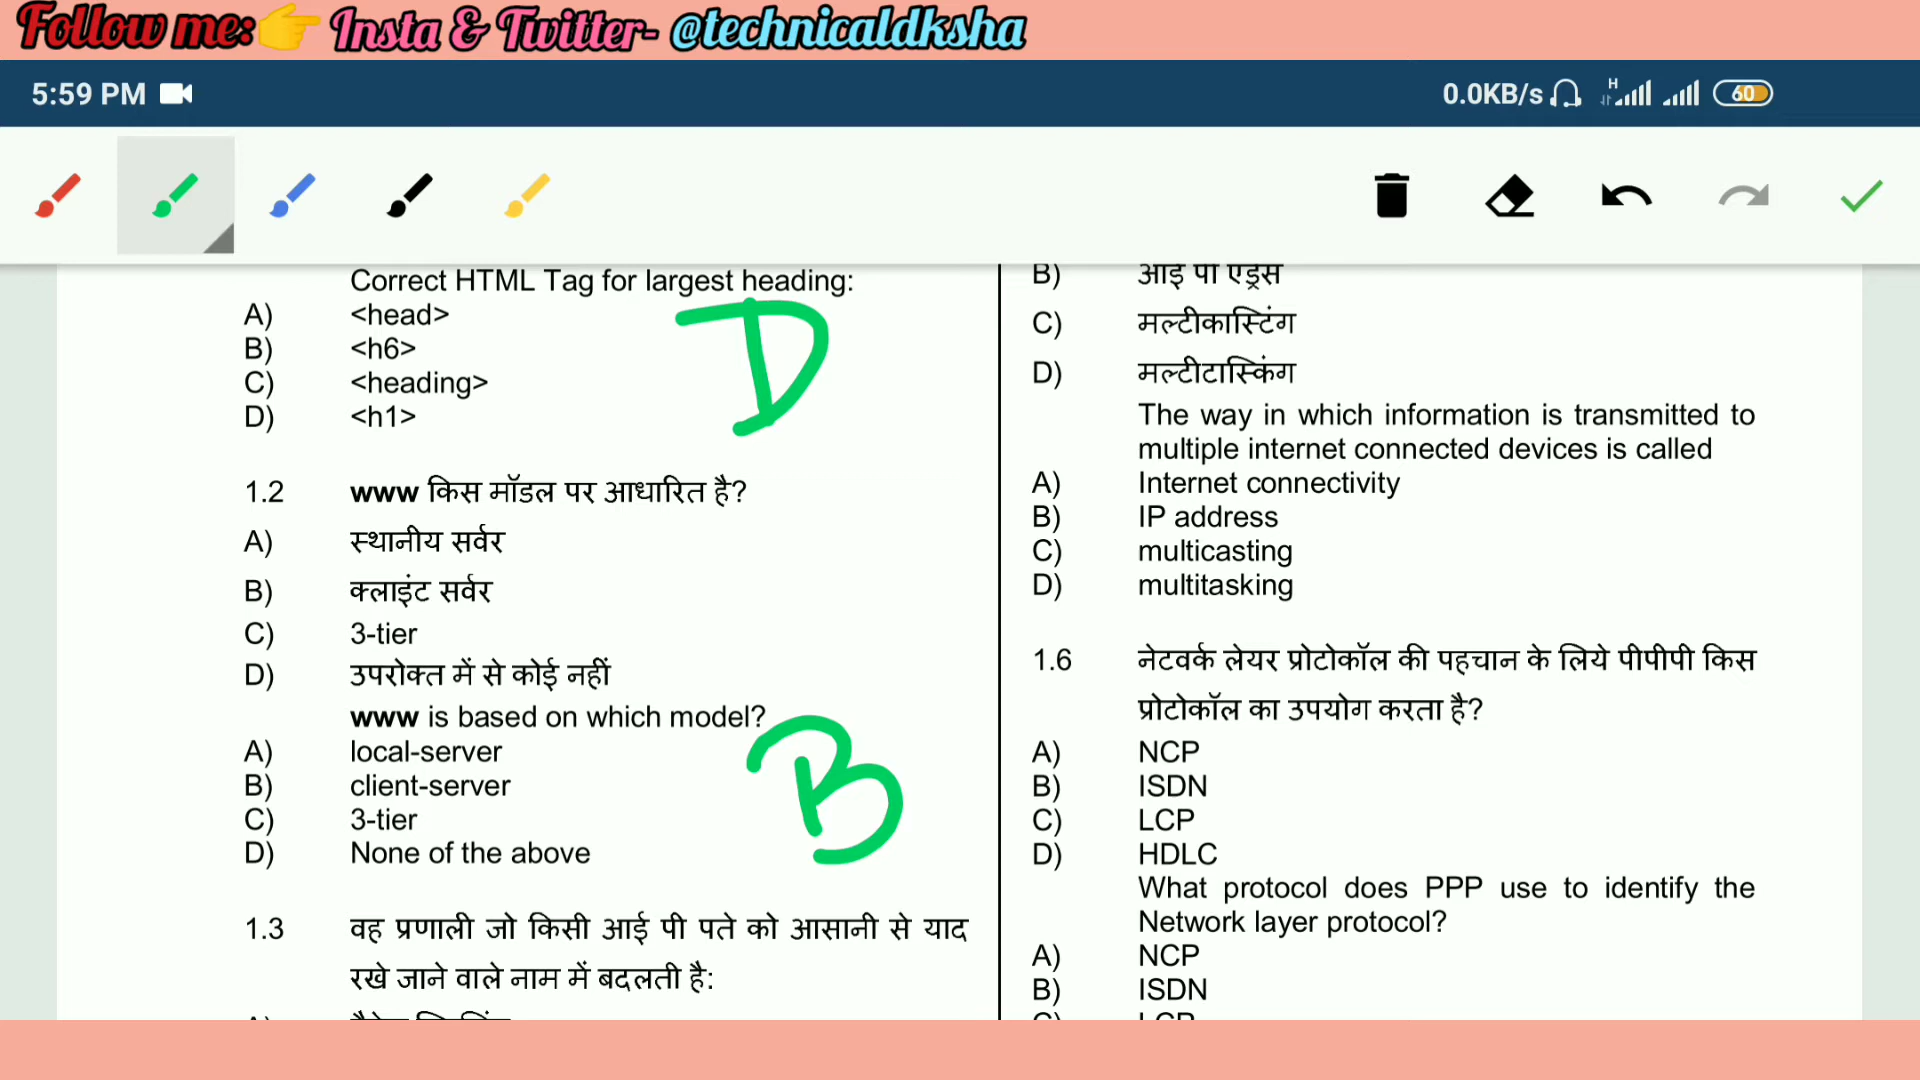 Follow me:👉 Insta & Twitter- @technicaldksha
5:59 PM
0.0KB/s H 60
Correct HTML Tag for largest heading:
A) <head>
B) <h6>
C) <heading>
D) <h1>
D
1.2 www किस मॉडल पर आधारित है?
A) स्थानीय सर्वर
B) क्लाइंट सर्वर
C) 3-tier
D) उपरोक्त में से कोई नहीं
www is based on which model?
A) local-server
B) client-server
C) 3-tier
D) None of the above
B
1.3 वह प्रणाली जो किसी आई पी पते को आसानी से याद
रखे जाने वाले नाम में बदलती है:
B) आई पी एड्रेस
C) मल्टीकास्टिंग
D) मल्टीटास्किंग
The way in which information is transmitted to
multiple internet connected devices is called
A) Internet connectivity
B) IP address
C) multicasting
D) multitasking
1.6 नेटवर्क लेयर प्रोटोकॉल की पहचान के लिये पीपीपी किस
प्रोटोकॉल का उपयोग करता है?
A) NCP
B) ISDN
C) LCP
D) HDLC
What protocol does PPP use to identify the
Network layer protocol?
A) NCP
B) ISDN
C) LCP